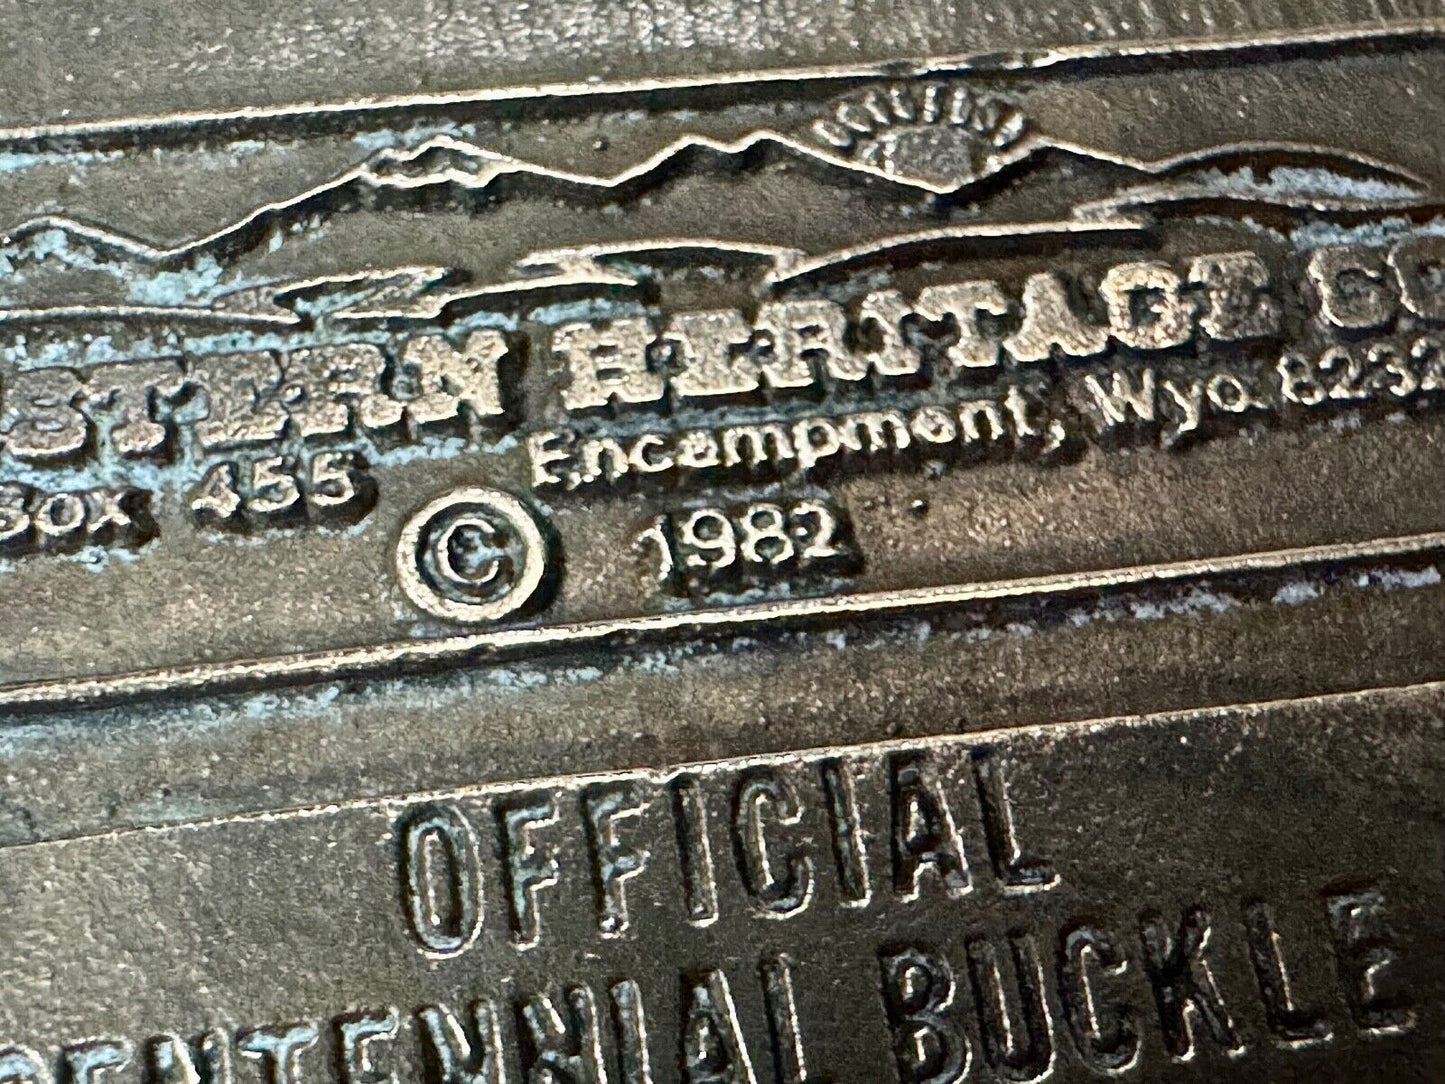 STERN HERITAGE CO
Box 455 Encampment, Wyo. 8232
© 1982
OFFICIAL
CENTENNIAL BUCKLE